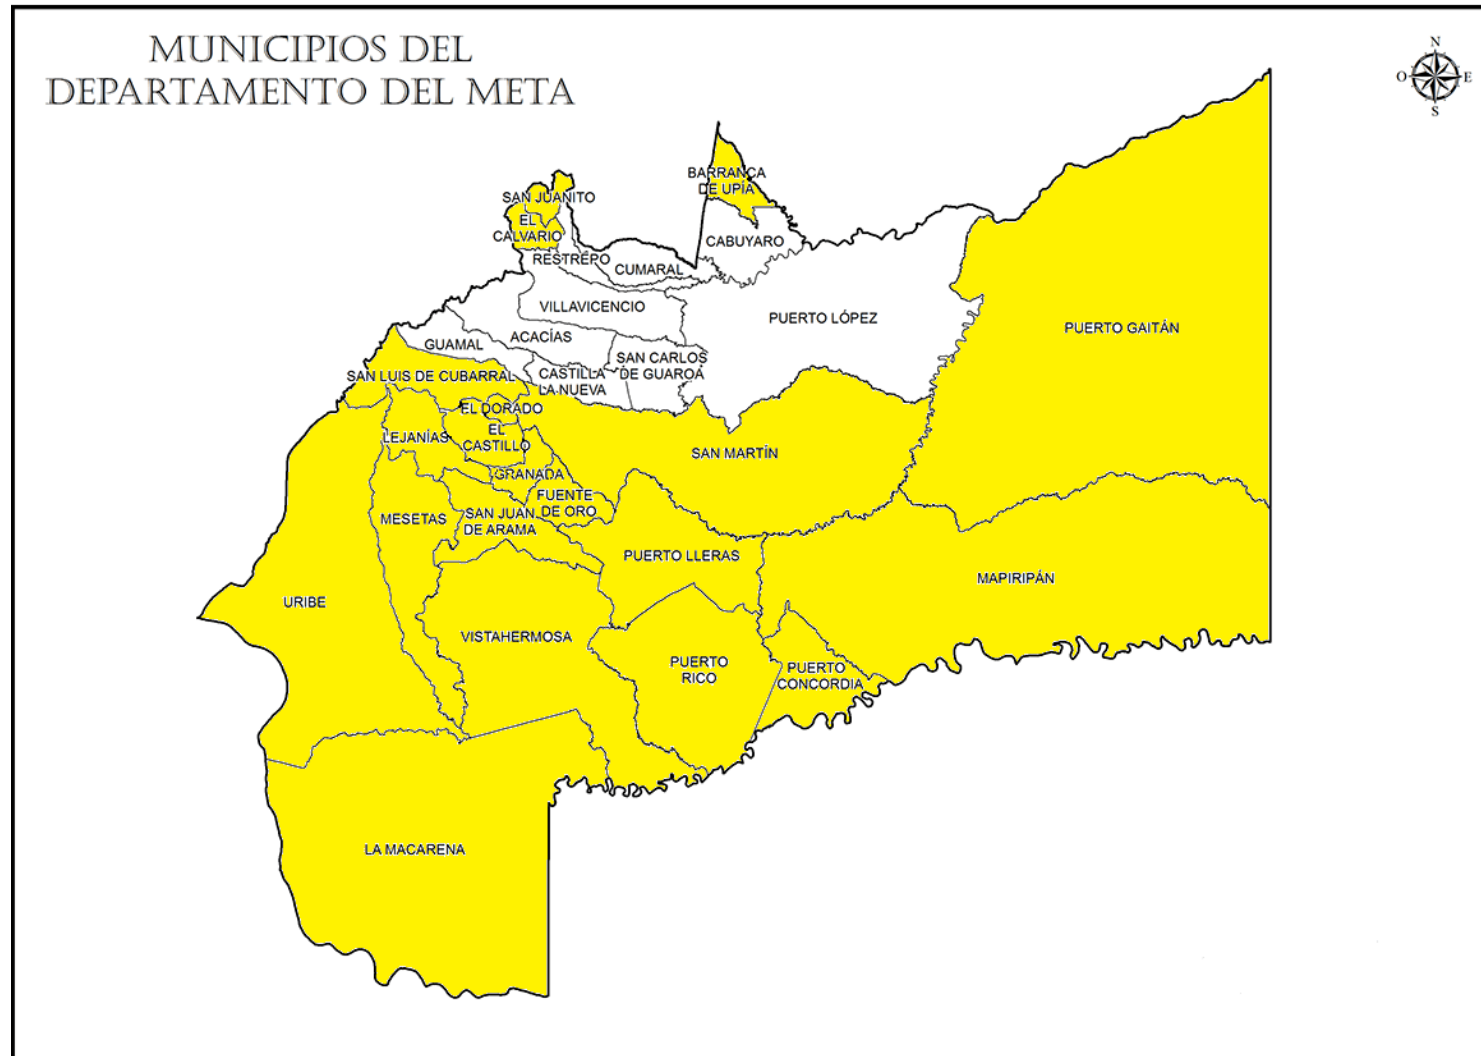 MUNICIPIOS DEL
DEPARTAMENTO DEL META
N
O
E
S
BARRANCA
DE UPÍA
SAN JUANITO
EL
CALVARIO
CABUYARO
RESTREPO
CUMARAL
VILLAVICENCIO
PUERTO LÓPEZ
PUERTO GAITÁN
ACACÍAS
GUAMAL
SAN CARLOS
DE GUAROA
CASTILLA
LA NUEVA
SAN LUIS DE CUBARRAL
EL DORADO
EL
CASTILLO
LEJANÍAS
SAN MARTÍN
GRANADA
FUENTE
DE ORO
MESETAS
SAN JUAN
DE ARAMA
PUERTO LLERAS
MAPIRIPÁN
URIBE
VISTAHERMOSA
PUERTO
RICO
PUERTO
CONCORDIA
LA MACARENA